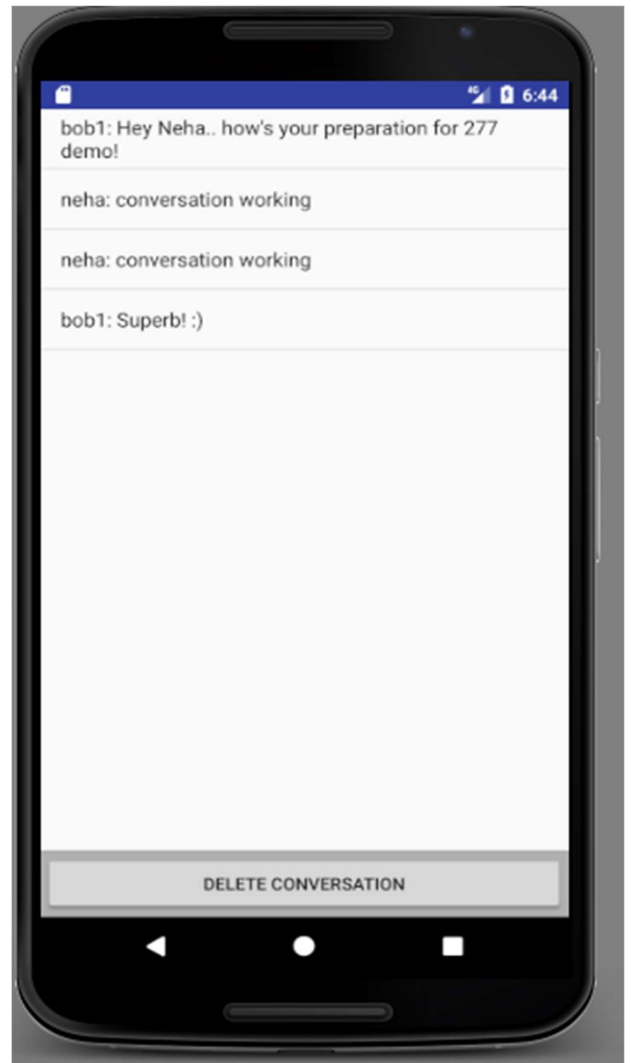 4G 6:44
bob1: Hey Neha.. how's your preparation for 277
demo!
neha: conversation working
neha: conversation working
bob1: Superb! :)
DELETE CONVERSATION